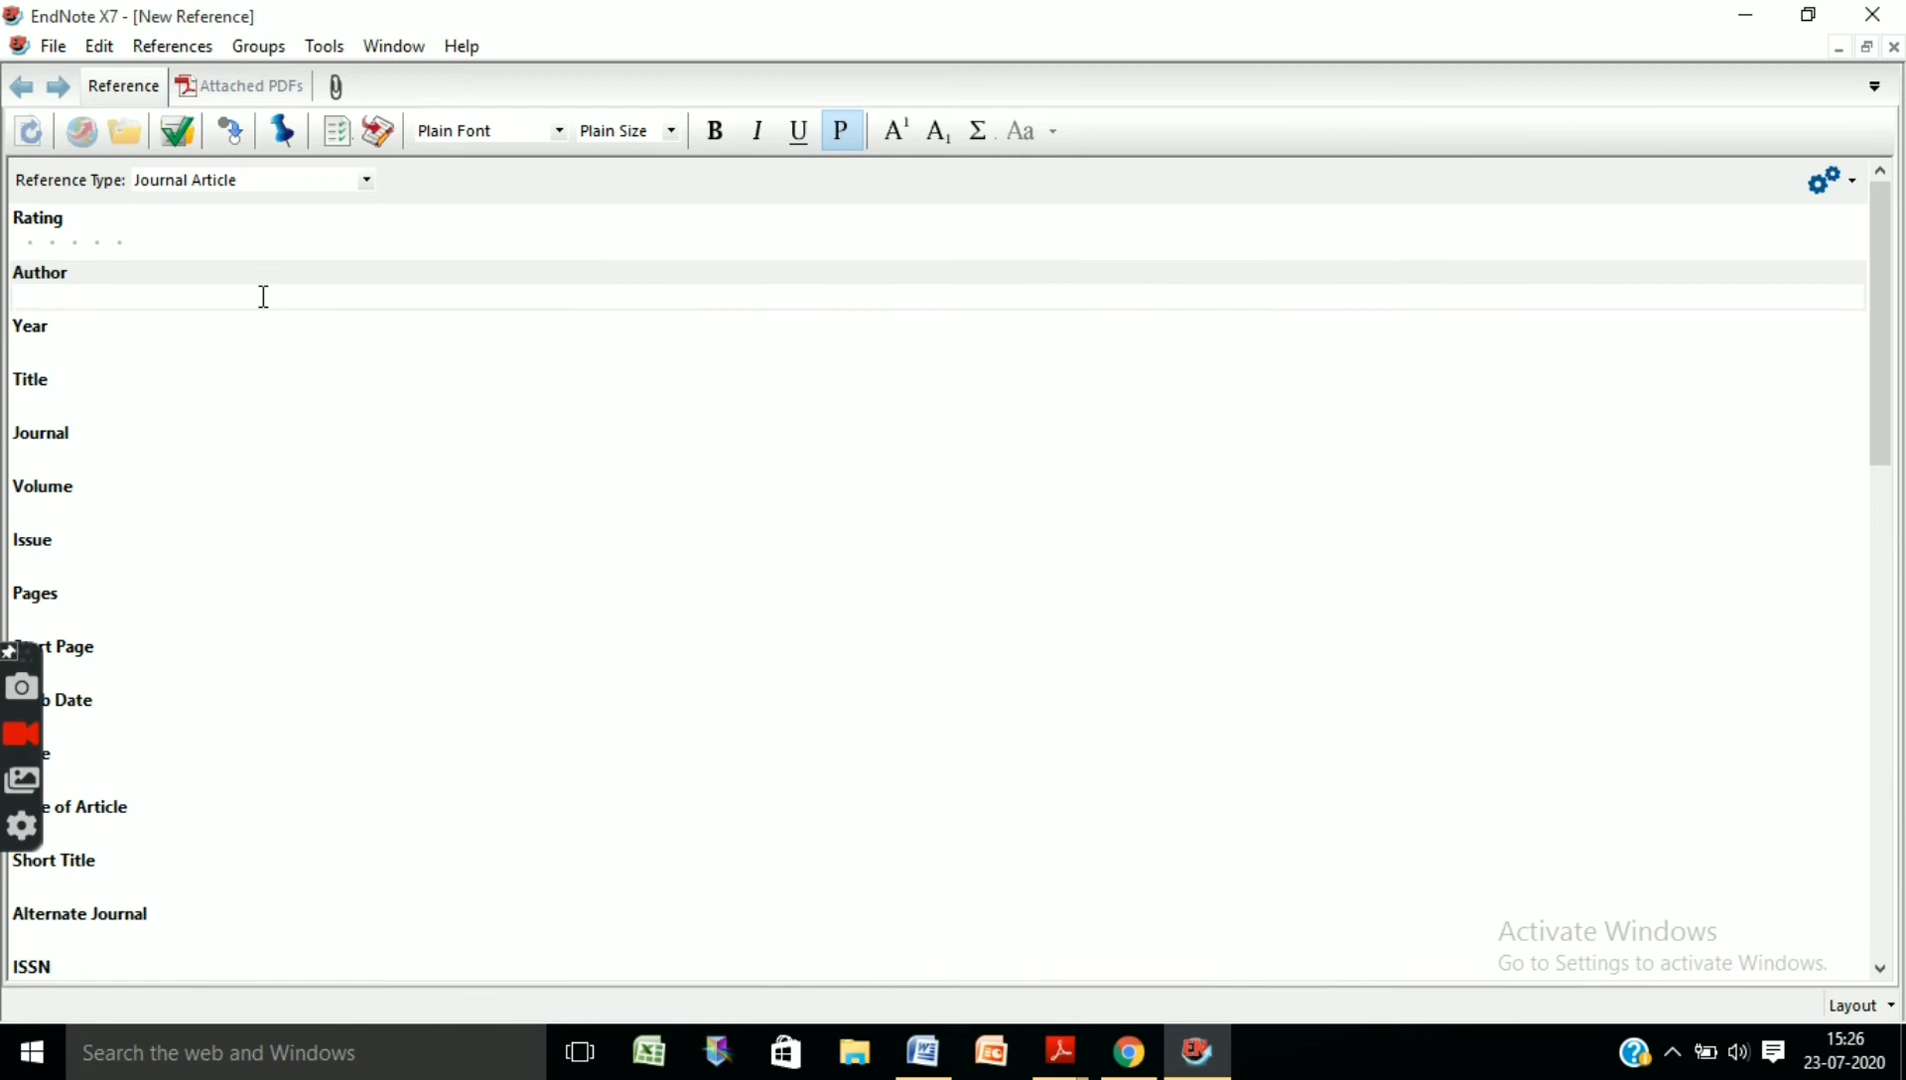 EndNote X7 - [New Reference]
File Edit References Groups Tools Window Help
Reference Attached PDFs
Plain Font Plain Size B I U P A¹ A₁ Σ Aa
Reference Type: Journal Article
Rating
Author
Year
Title
Journal
Volume
Issue
Pages
Page
Date
of Article
Short Title
Alternate Journal
ISSN
Activate Windows
Go to Settings to activate Windows.
Layout
Search the web and Windows
15:26
23-07-2020